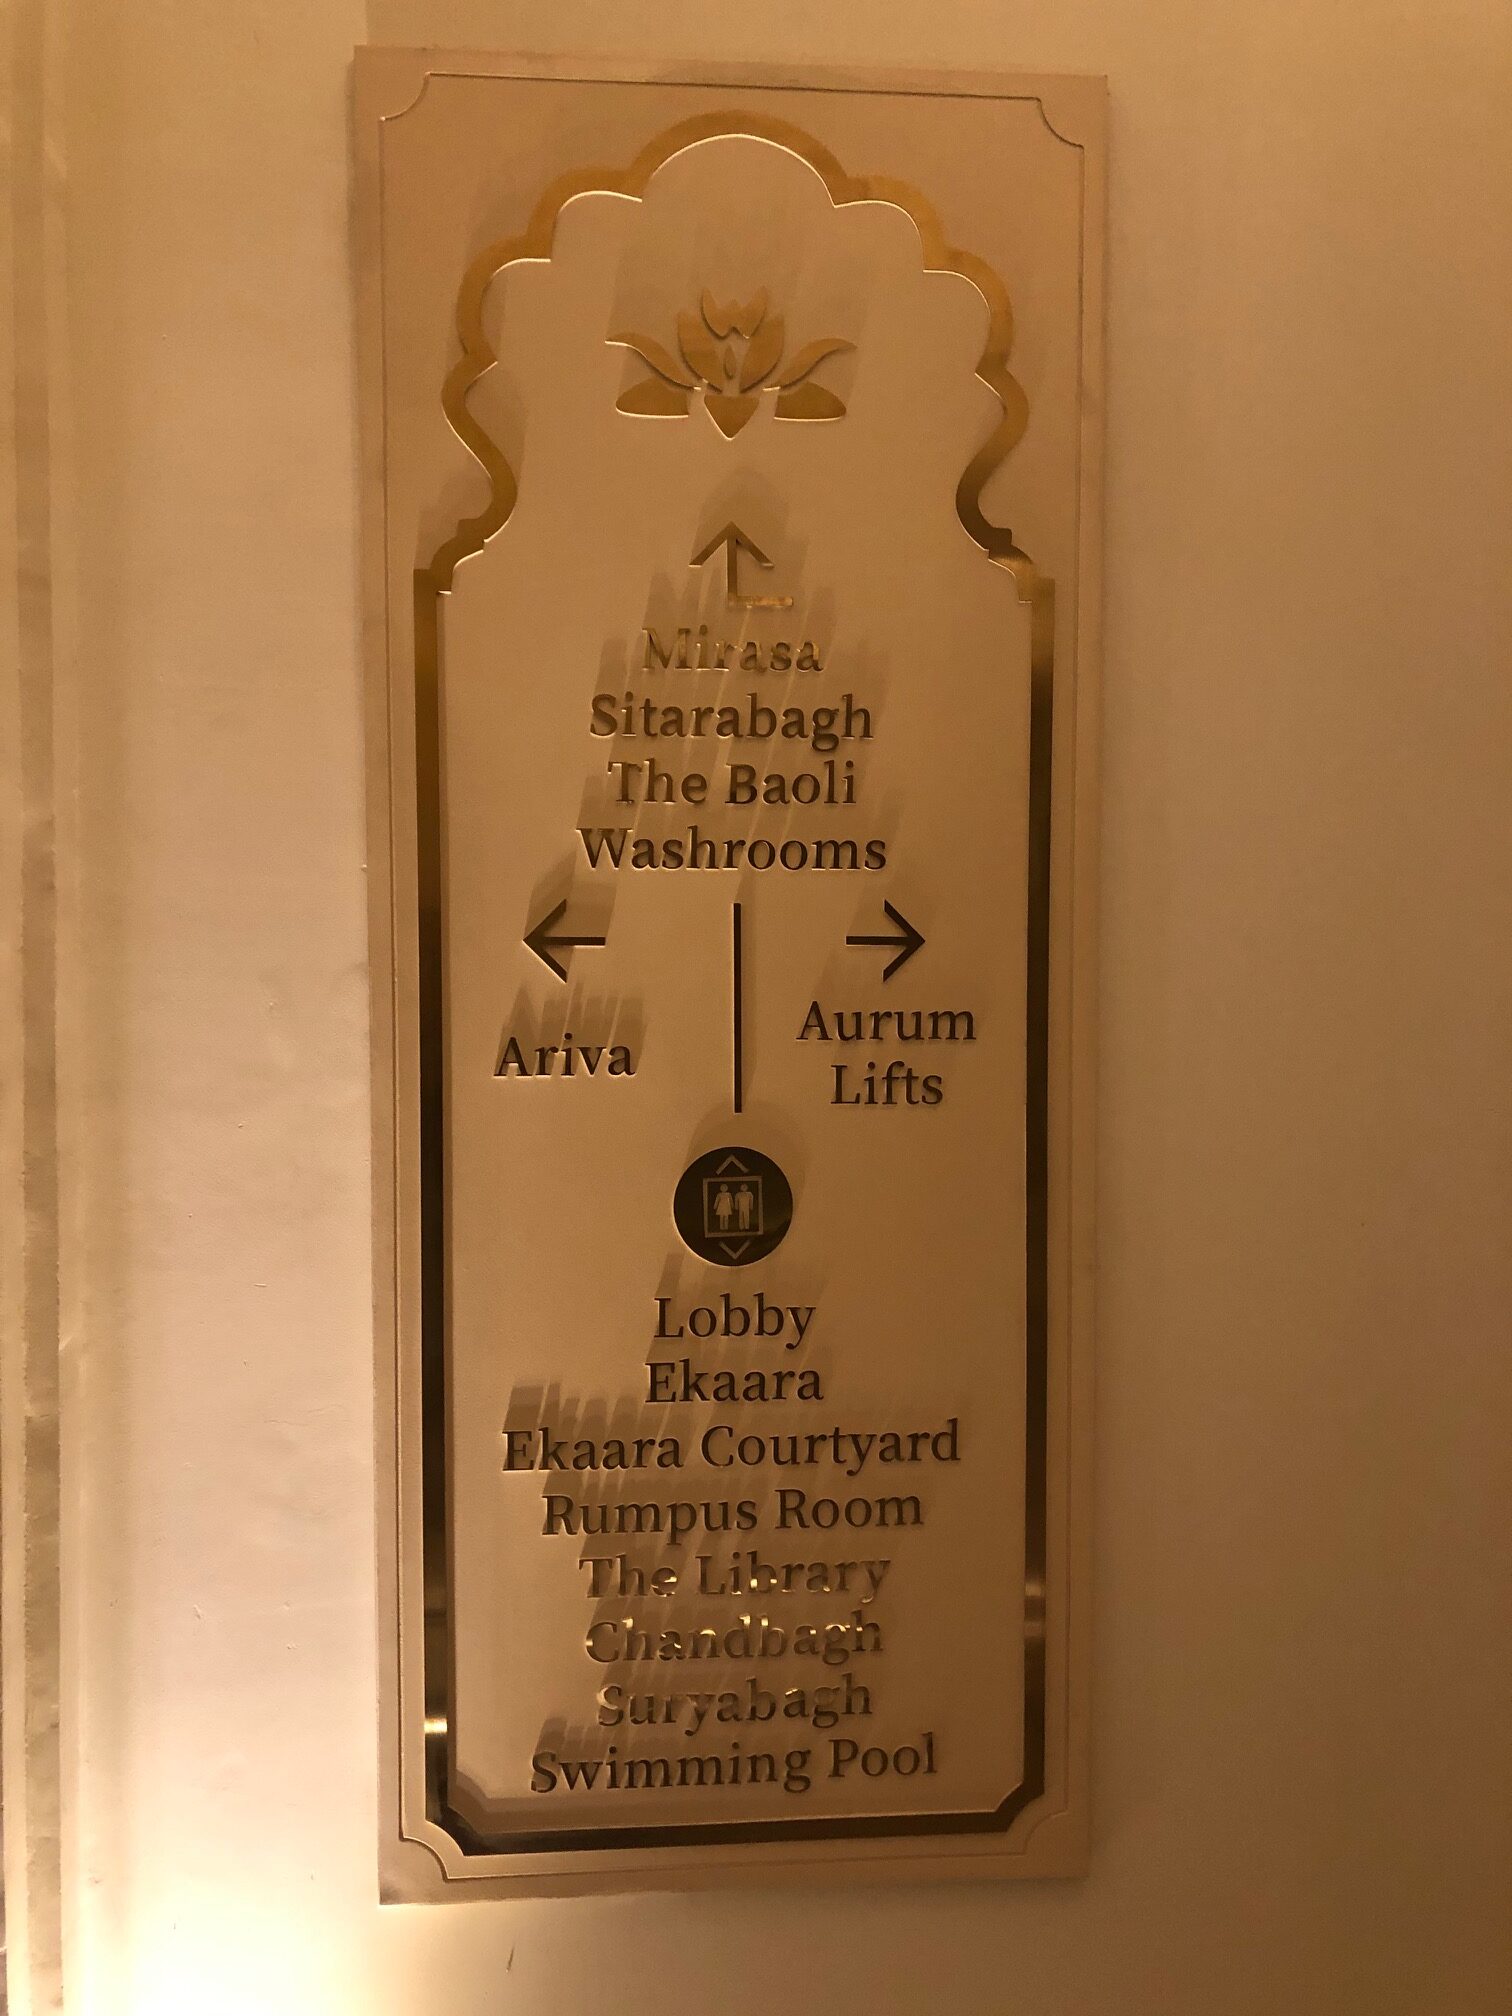 Mirasa
Sitarabagh
The Baoli
Washrooms
Ariva
Aurum
Lifts
Lobby
Ekaara
Ekaara Courtyard
Rumpus Room
The Library
Chandbagh
Suryabagh
Swimming Pool